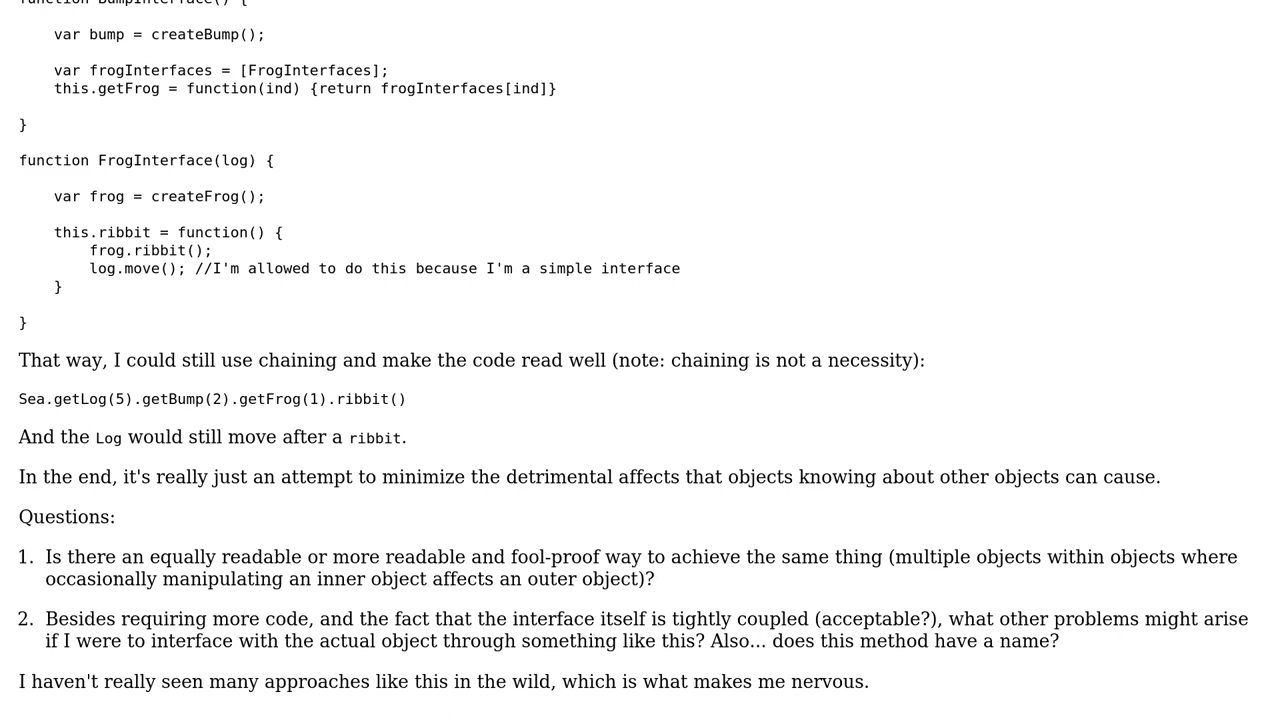 function BumpInterface() {
var bump = createBump();
var frogInterfaces = [FrogInterfaces];
this.getFrog = function(ind) {return frogInterfaces[ind]}
}
function FrogInterface(log) {
var frog = createFrog();
this.ribbit = function() {
frog.ribbit();
log.move(); //I'm allowed to do this because I'm a simple interface
}
}
That way, I could still use chaining and make the code read well (note: chaining is not a necessity):
Sea.getLog(5).getBump(2).getFrog(1).ribbit()
And the Log would still move after a ribbit.
In the end, it's really just an attempt to minimize the detrimental affects that objects knowing about other objects can cause.
Questions:
1. Is there an equally readable or more readable and fool-proof way to achieve the same thing (multiple objects within objects where
occasionally manipulating an inner object affects an outer object)?
2. Besides requiring more code, and the fact that the interface itself is tightly coupled (acceptable?), what other problems might arise
if I were to interface with the actual object through something like this? Also... does this method have a name?
I haven't really seen many approaches like this in the wild, which is what makes me nervous.